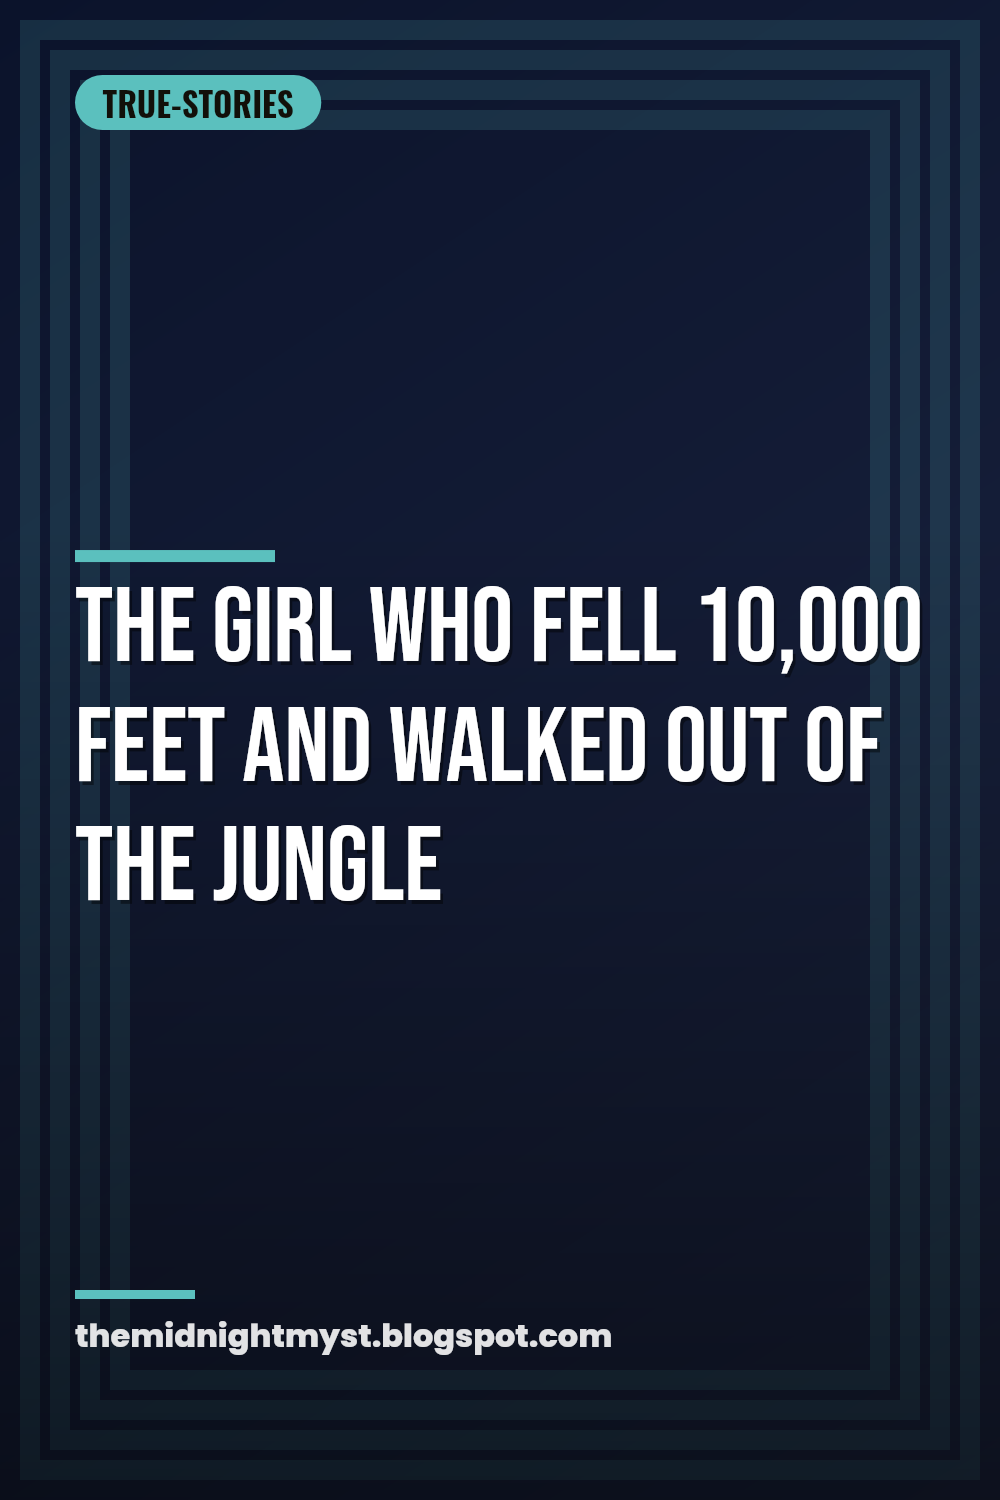 TRUE-STORIES
THE GIRL WHO FELL 10,000
FEET AND WALKED OUT OF
THE JUNGLE
themidnightmyst.blogspot.com